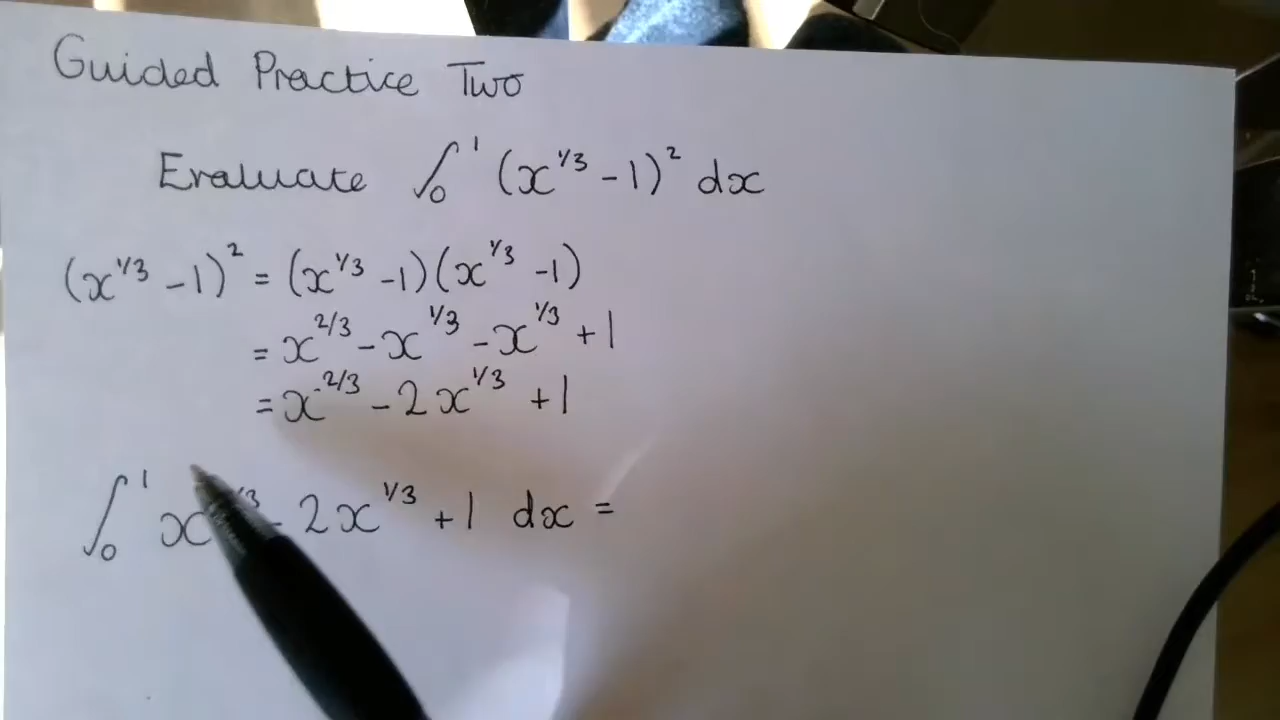 Guided Practice Two
Evaluate ∫₀¹ (x^1/3 - 1)² dx
(x^1/3 - 1)² = (x^1/3 - 1)(x^1/3 - 1)
= x^2/3 - x^1/3 - x^1/3 + 1
= x^2/3 - 2x^1/3 + 1
∫₀¹ x /3 - 2x^1/3 + 1 dx =